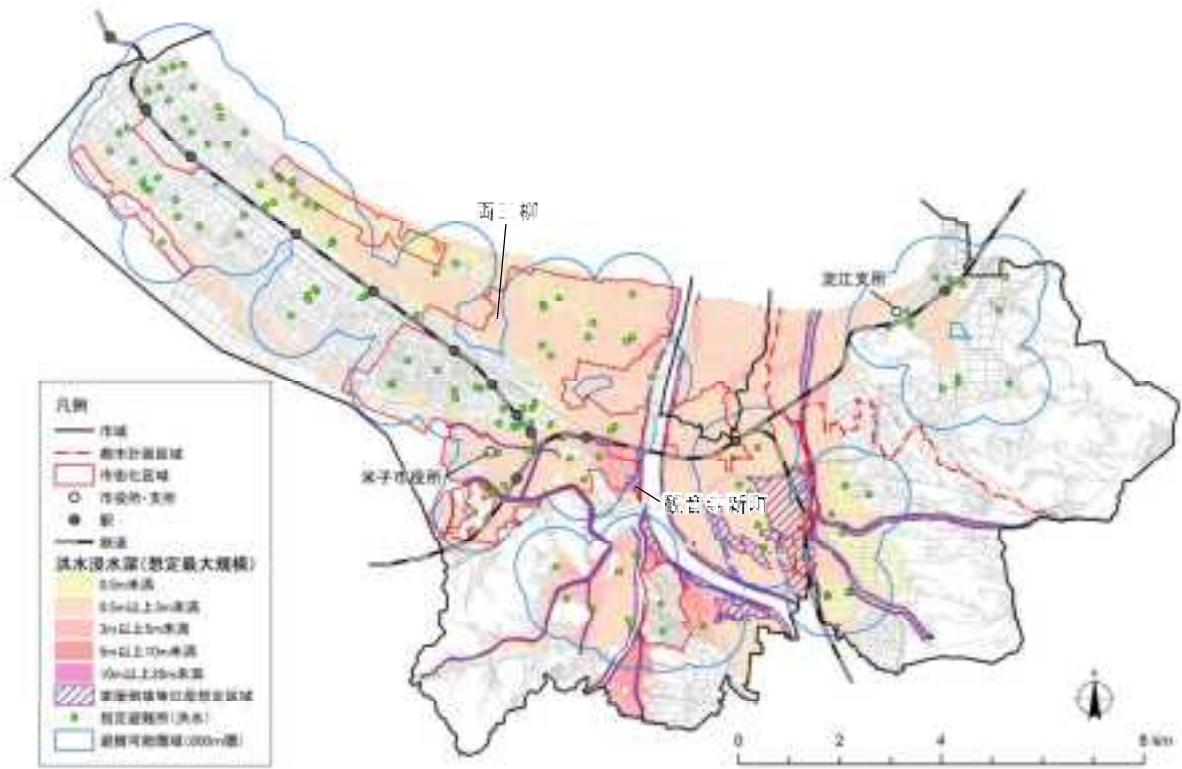 両三柳
淀江支所
米子市役所
観音寺新町
凡例
市域
都市計画区域
市街化区域
市役所・支所
駅
鉄道
洪水浸水深(想定最大規模)
0.5m未満
0.5m以上3m未満
3m以上5m未満
5m以上10m未満
10m以上20m未満
家屋倒壊等氾濫想定区域
指定避難所(洪水)
避難可能圏域(800m圏)
0 2 4 8 km